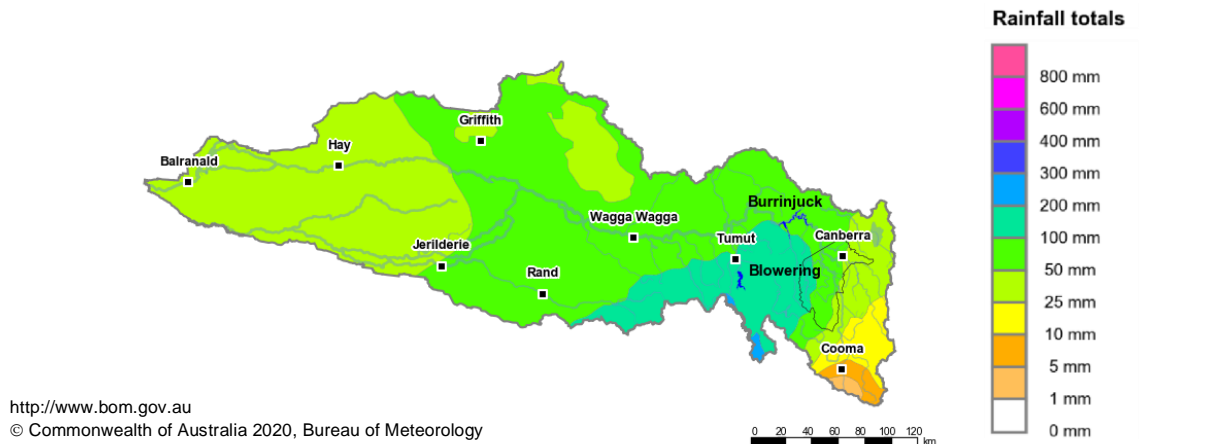 Rainfall totals
800 mm
600 mm
400 mm
300 mm
200 mm
100 mm
50 mm
25 mm
10 mm
5 mm
1 mm
0 mm
Griffith
Hay
Balranald
Burrinjuck
Wagga Wagga
Tumut
Canberra
Jerilderie
Rand
Blowering
Cooma
http://www.bom.gov.au
© Commonwealth of Australia 2020, Bureau of Meteorology
0 20 40 60 80 100 120
km